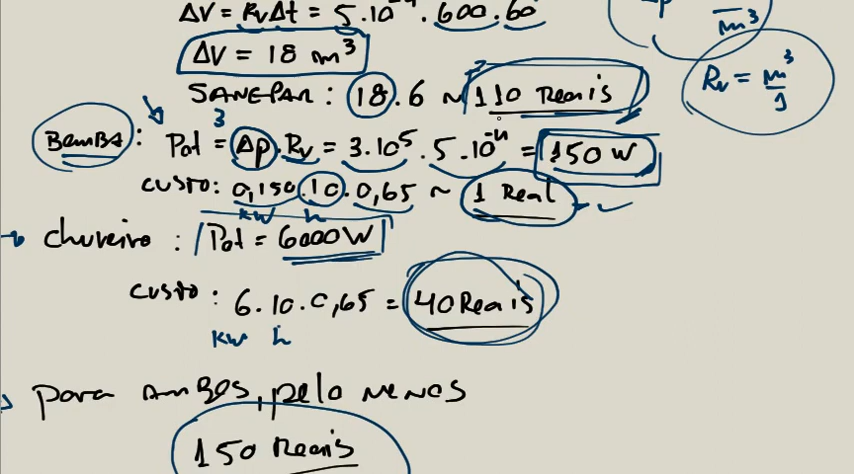 ΔV = RvΔt = 5.10⁻⁴.600.60
m³
ΔV = 18 m³
Rv = m³/s
SANEPAR: 18.6 ~ 110 Reais
BOMBA: Pot = Δp.Rv = 3.10⁵.5.10⁻⁴ = 150 W
custo: 0,150.10.0,65 ~ 1 Real
kW h
chuveiro: Pot = 6000W
custo: 6.10.0,65 = 40 Reais
kW h
para AmBos, pelo menos
150 Reais